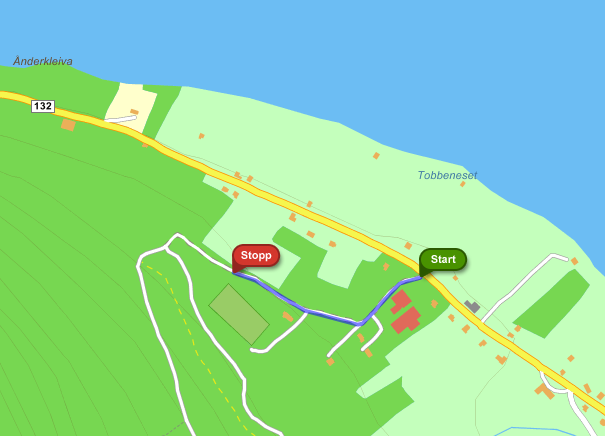 Ånderkleiva
132
Tobbeneset
Stopp
Start